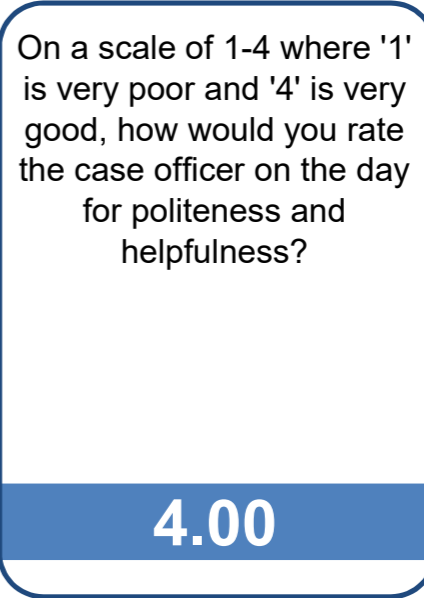 On a scale of 1-4 where '1'
is very poor and '4' is very
good, how would you rate
the case officer on the day
for politeness and
helpfulness?
4.00